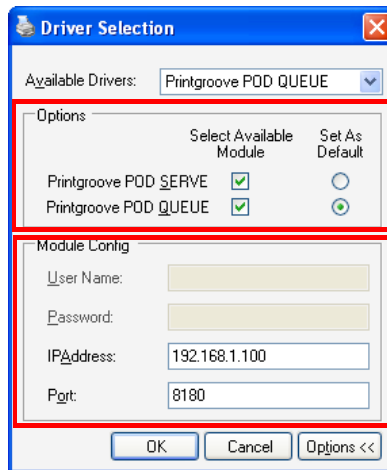 Driver Selection
Available Drivers: Printgroove POD QUEUE
Options
Select Available Set As
Module Default
Printgroove POD SERVE
Printgroove POD QUEUE
Module Config
User Name:
Password:
IPAddress: 192.168.1.100
Port: 8180
OK Cancel Options <<